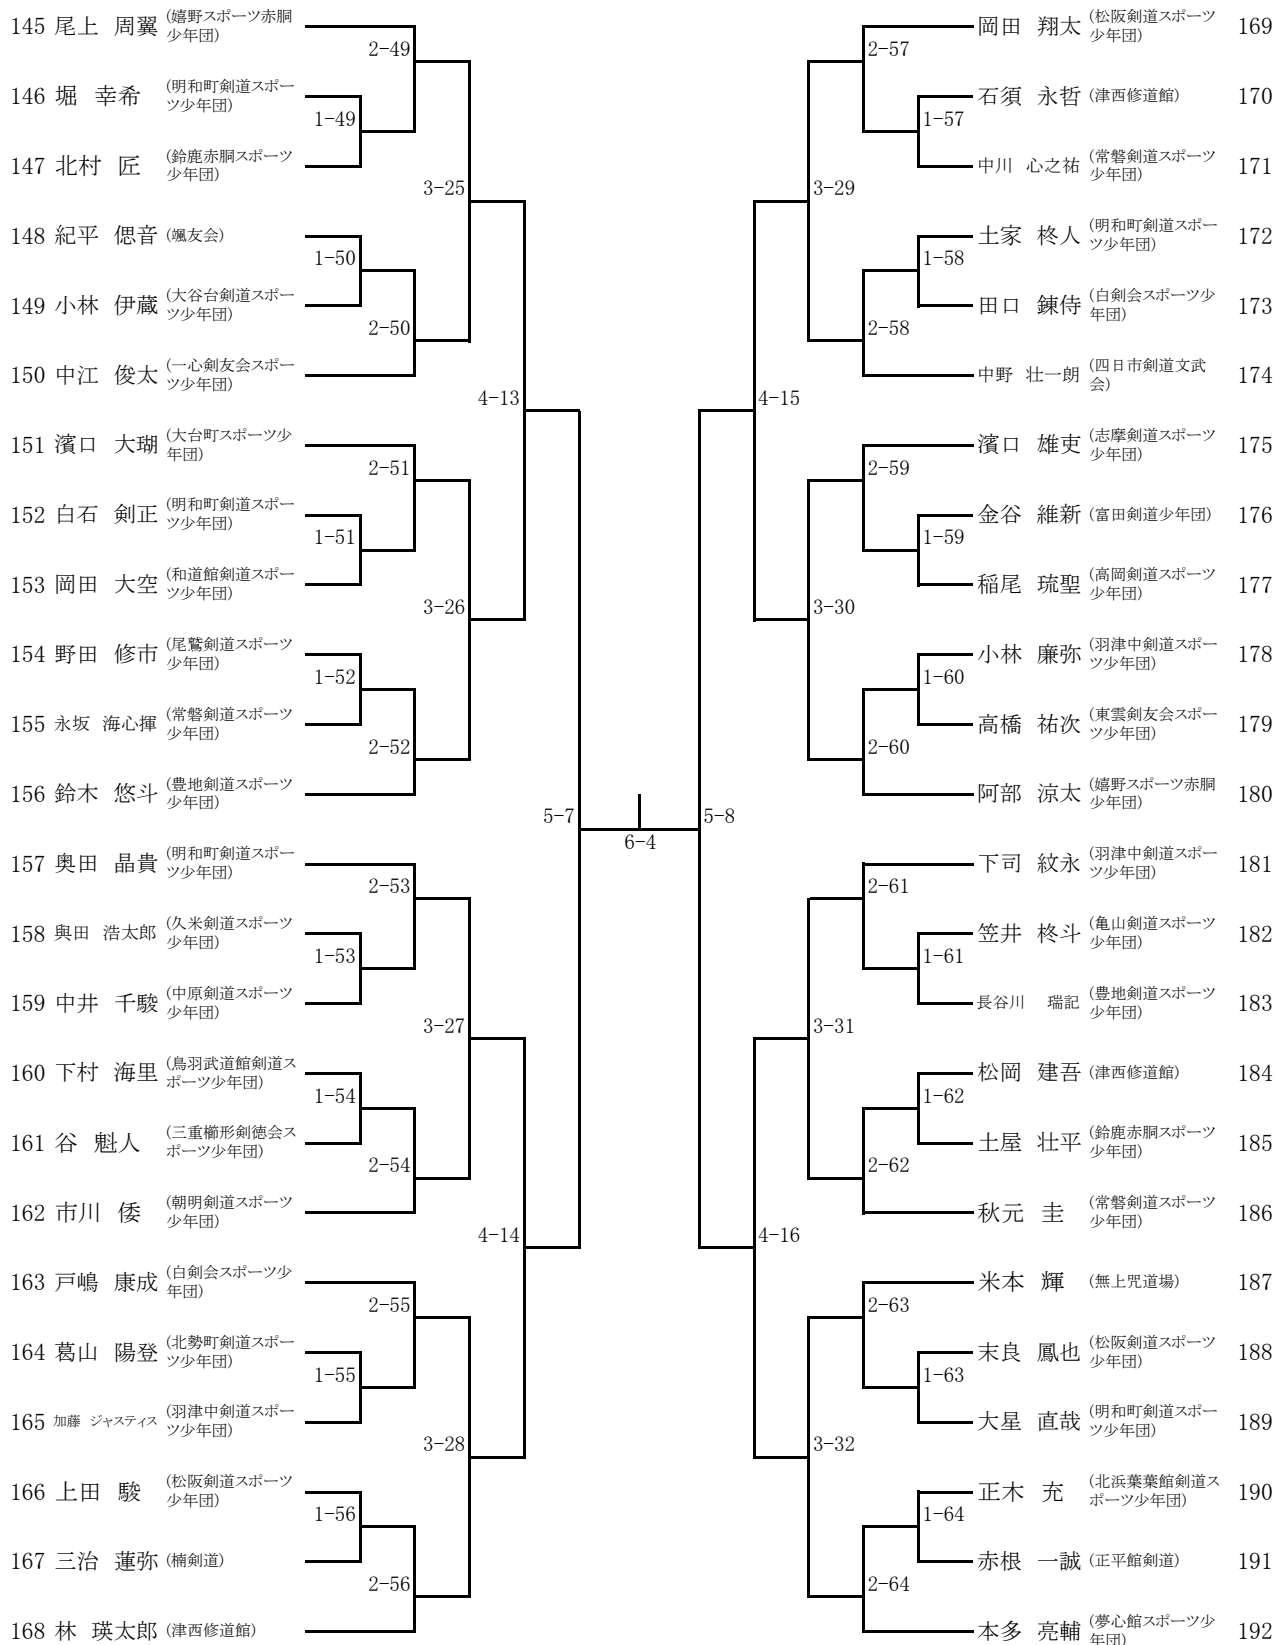 145 尾上 周翼 (嬉野スポーツ赤胴
少年団)
146 堀 幸希 (明和町剣道スポー
ツ少年団)
147 北村 匠 (鈴鹿赤胴スポーツ
少年団)
148 紀平 偲音 (颯友会)
149 小林 伊蔵 (大谷台剣道スポー
ツ少年団)
150 中江 俊太 (一心剣友会スポー
ツ少年団)
151 濱口 大瑚 (大台町スポーツ少
年団)
152 白石 剣正 (明和町剣道スポー
ツ少年団)
153 岡田 大空 (和道館剣道スポー
ツ少年団)
154 野田 修市 (尾鷲剣道スポーツ
少年団)
155 永坂 海心揮 (常磐剣道スポーツ
少年団)
156 鈴木 悠斗 (豊地剣道スポーツ
少年団)
157 奥田 晶貴 (明和町剣道スポー
ツ少年団)
158 與田 浩太郎 (久米剣道スポーツ
少年団)
159 中井 千駿 (中原剣道スポーツ
少年団)
160 下村 海里 (鳥羽武道館剣道ス
ポーツ少年団)
161 谷 魁人 (三重櫛形剣徳会ス
ポーツ少年団)
162 市川 倭 (朝明剣道スポーツ
少年団)
163 戸嶋 康成 (白剣会スポーツ少
年団)
164 葛山 陽登 (北勢町剣道スポー
ツ少年団)
165 加藤 ジャスティス (羽津中剣道スポー
ツ少年団)
166 上田 駿 (松阪剣道スポーツ
少年団)
167 三治 蓮弥 (楠剣道)
168 林 瑛太郎 (津西修道館)
2-49
1-49
3-25
1-50
2-50
4-13
2-51
1-51
3-26
1-52
2-52
5-7
2-53
1-53
3-27
1-54
2-54
4-14
2-55
1-55
3-28
1-56
2-56
6-4
2-57
1-57
3-29
1-58
2-58
4-15
2-59
1-59
3-30
1-60
2-60
5-8
2-61
1-61
3-31
1-62
2-62
4-16
2-63
1-63
3-32
1-64
2-64
岡田 翔太 (松阪剣道スポーツ 169
少年団)
石須 永哲 (津西修道館) 170
中川 心之祐 (常磐剣道スポーツ 171
少年団)
土家 柊人 (明和町剣道スポー 172
ツ少年団)
田口 錬侍 (白剣会スポーツ少 173
年団)
中野 壮一朗 (四日市剣道文武 174
会)
濱口 雄吏 (志摩剣道スポーツ 175
少年団)
金谷 維新 (富田剣道少年団) 176
稲尾 琉聖 (高岡剣道スポーツ 177
少年団)
小林 廉弥 (羽津中剣道スポー 178
ツ少年団)
高橋 祐次 (東雲剣友会スポー 179
ツ少年団)
阿部 涼太 (嬉野スポーツ赤胴 180
少年団)
下司 紋永 (羽津中剣道スポー 181
ツ少年団)
笠井 柊斗 (亀山剣道スポーツ 182
少年団)
長谷川 瑞記 (豊地剣道スポーツ 183
少年団)
松岡 建吾 (津西修道館) 184
土屋 壮平 (鈴鹿赤胴スポーツ 185
少年団)
秋元 圭 (常磐剣道スポーツ 186
少年団)
米本 輝 (無上咒道場) 187
末良 鳳也 (松阪剣道スポーツ 188
少年団)
大星 直哉 (明和町剣道スポー 189
ツ少年団)
正木 充 (北浜葉葉館剣道ス 190
ポーツ少年団)
赤根 一誠 (正平館剣道) 191
本多 亮輔 (夢心館スポーツ少 192
年団)